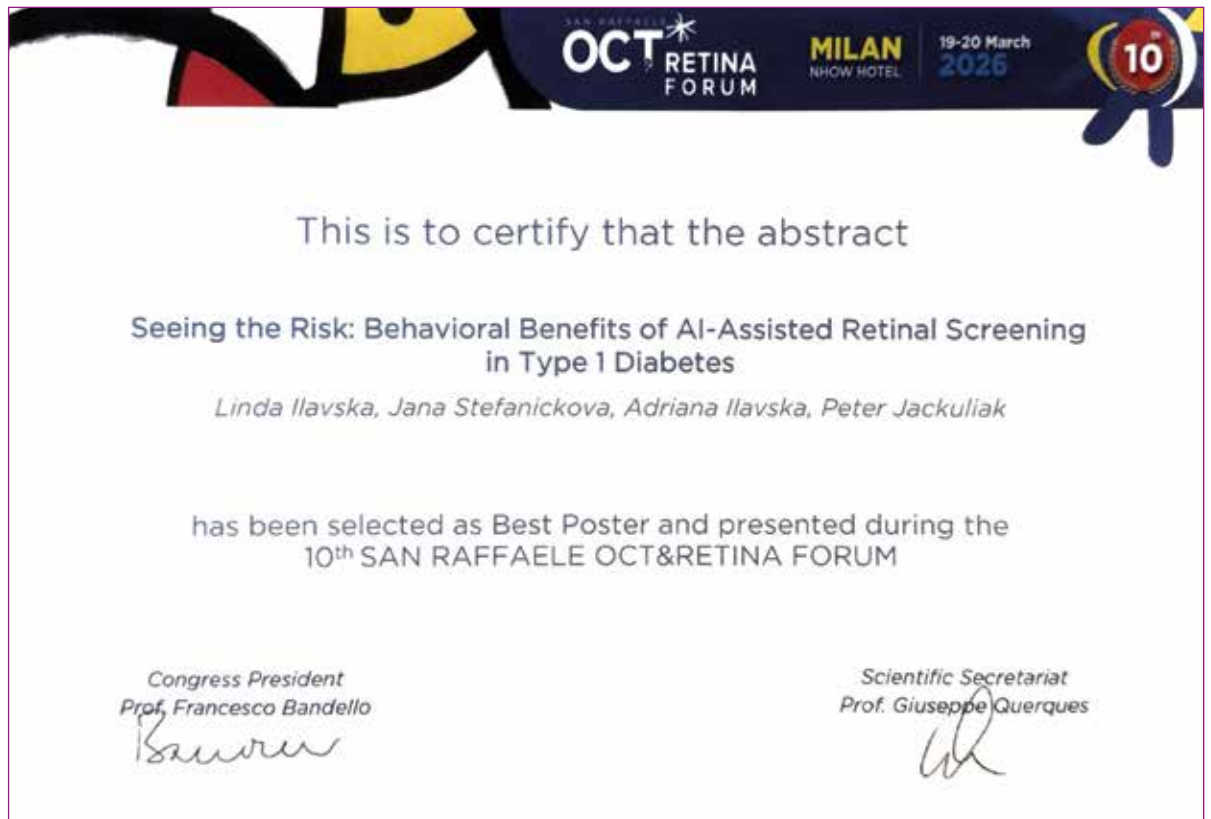 SAN RAFFAELE
OCT RETINA
FORUM
MILAN
NHOW HOTEL
19-20 March
2026
10th
This is to certify that the abstract
Seeing the Risk: Behavioral Benefits of AI-Assisted Retinal Screening
in Type 1 Diabetes
Linda Ilavska, Jana Stefanickova, Adriana Ilavska, Peter Jackuliak
has been selected as Best Poster and presented during the
10th SAN RAFFAELE OCT&RETINA FORUM
Congress President
Prof. Francesco Bandello
Scientific Secretariat
Prof. Giuseppe Querques